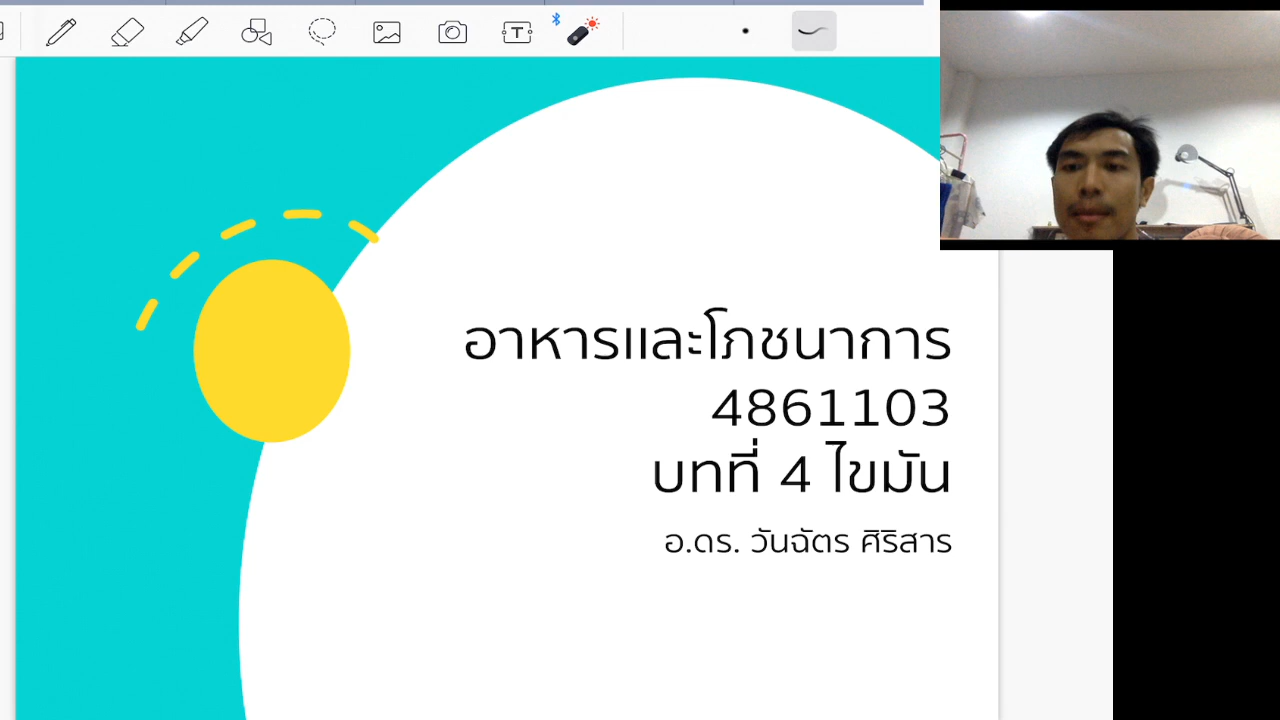 T
อาหารและโภชนาการ
4861103
บทที่ 4 ไขมัน
อ.ดร. วันฉัตร ศิริสาร